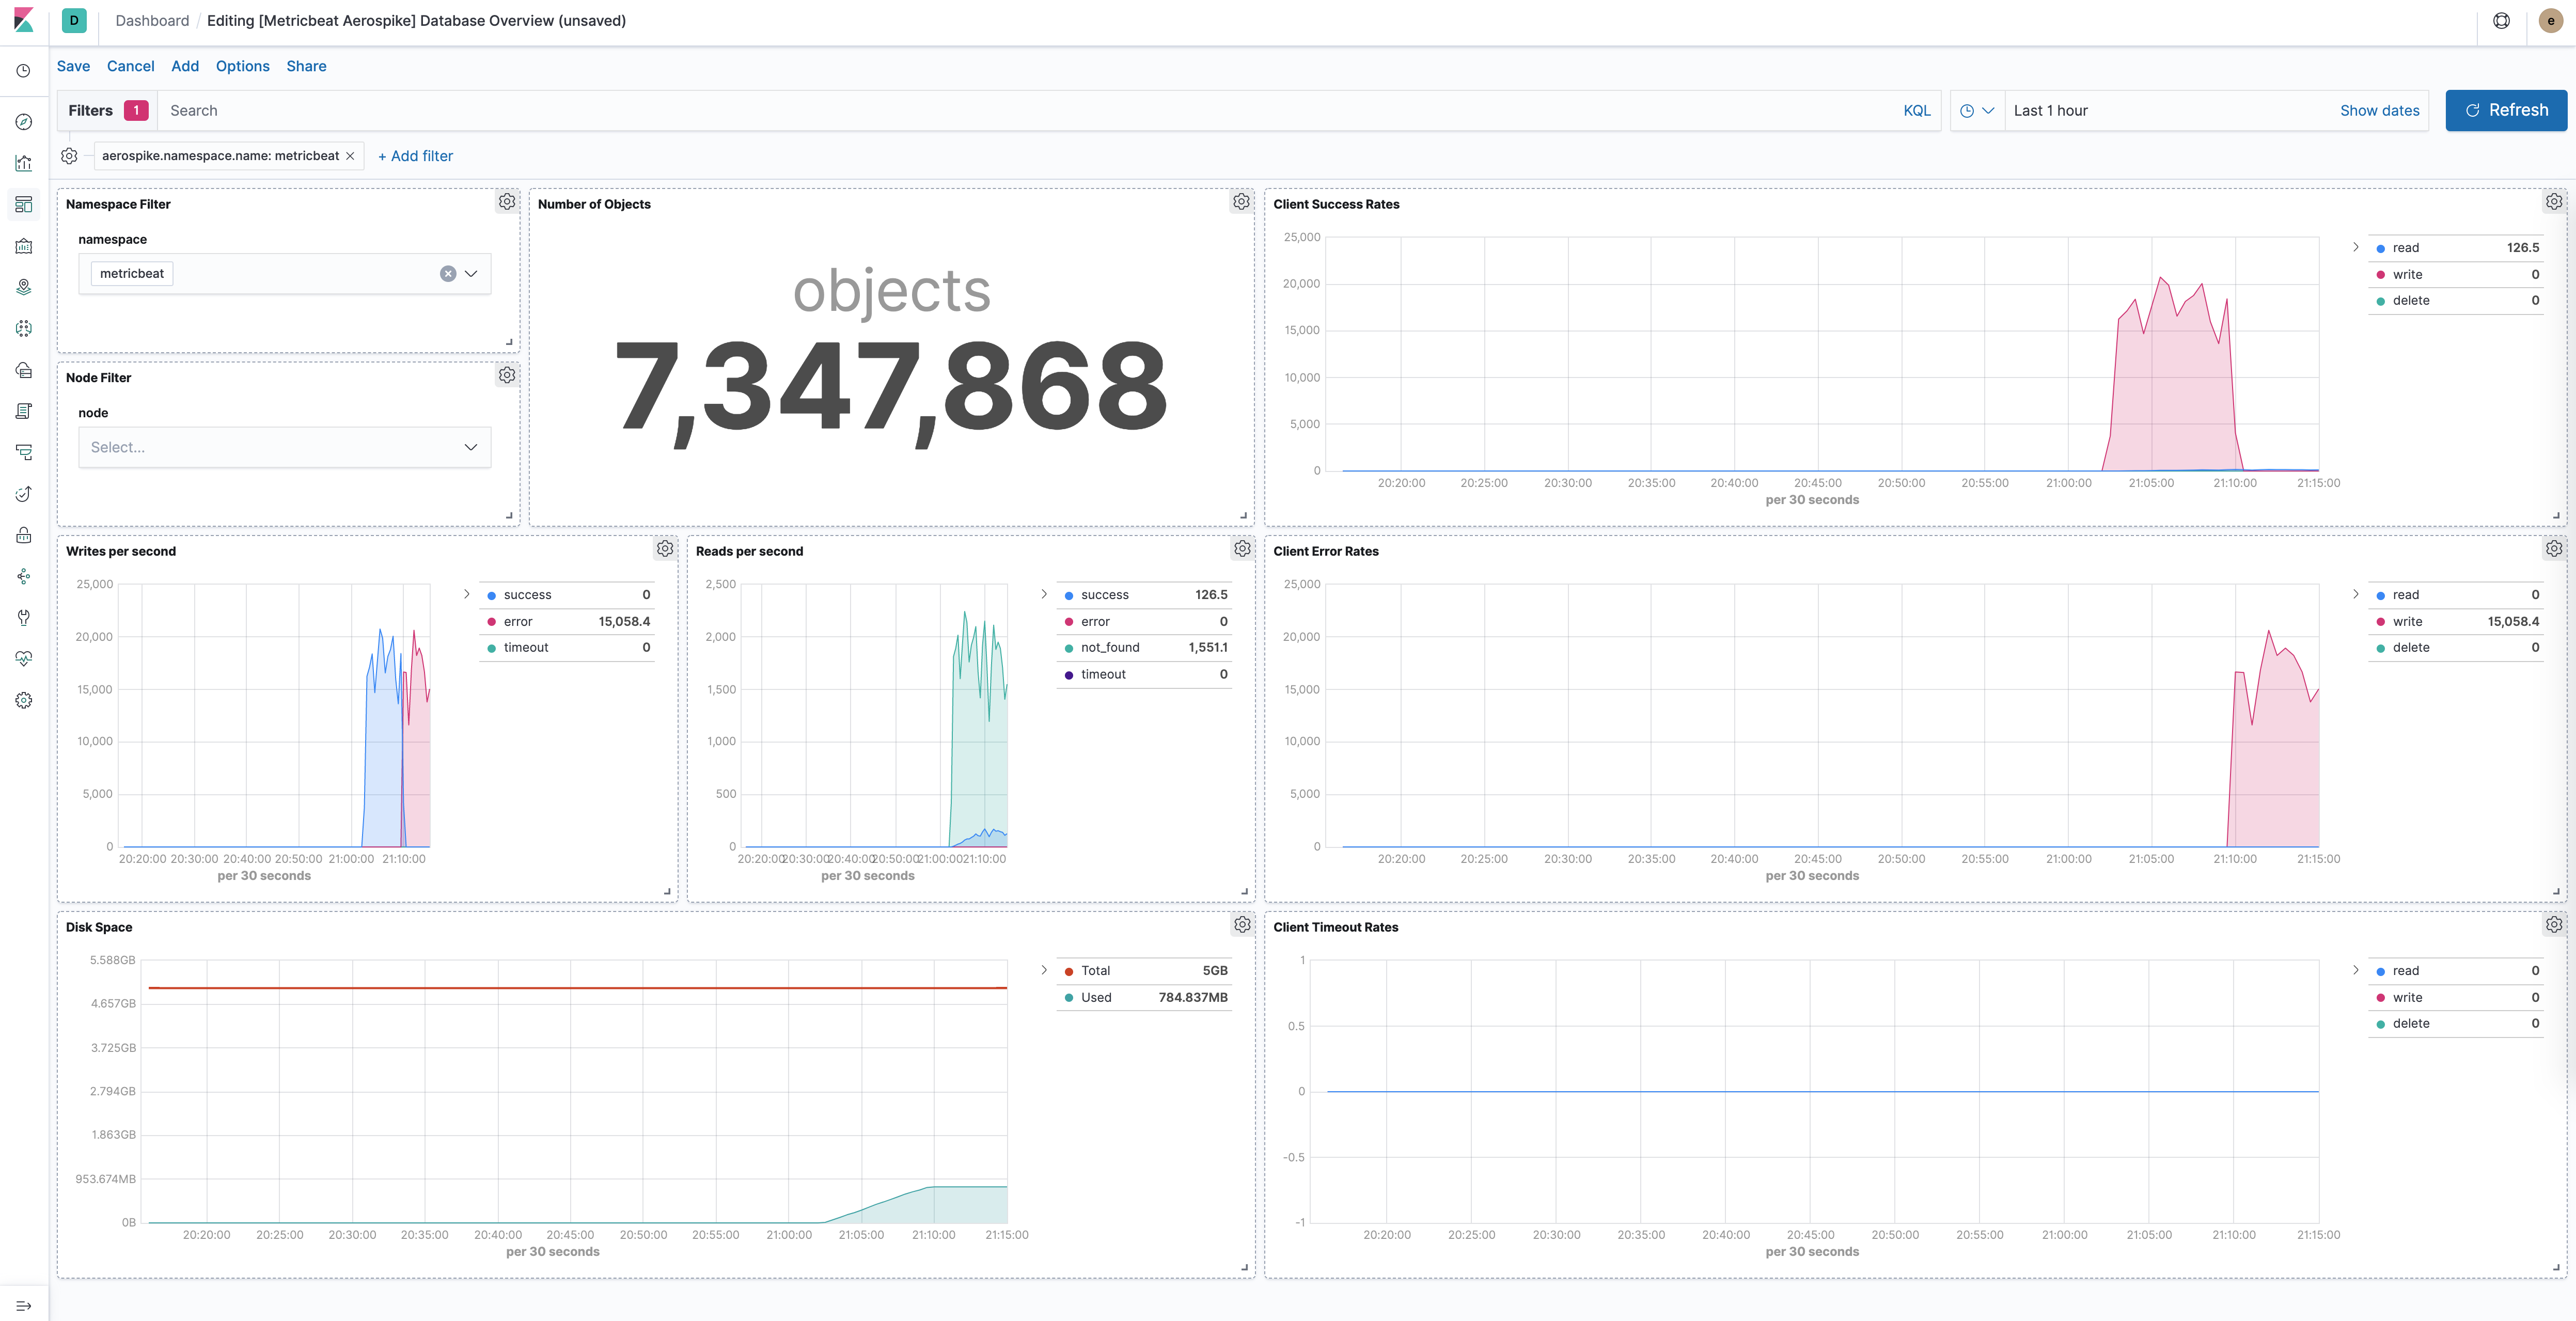 D Dashboard / Editing [Metricbeat Aerospike] Database Overview (unsaved) e
Save Cancel Add Options Share
Filters 1 Search KQL Last 1 hour Show dates Refresh
aerospike.namespace.name: metricbeat + Add filter
Namespace Filter
namespace
metricbeat
Node Filter
node
Select...
Number of Objects
objects
7,347,868
Client Success Rates
25,000
20,000
15,000
10,000
5,000
0
20:20:00 20:25:00 20:30:00 20:35:00 20:40:00 20:45:00 20:50:00 20:55:00 21:00:00 21:05:00 21:10:00 21:15:00
per 30 seconds
read 126.5
write 0
delete 0
Writes per second
25,000
20,000
15,000
10,000
5,000
0
20:20:00 20:30:00 20:40:00 20:50:00 21:00:00 21:10:00
per 30 seconds
success 0
error 15,058.4
timeout 0
Reads per second
2,500
2,000
1,500
1,000
500
0
20:20:00 20:30:00 20:40:00 20:50:00 21:00:00 21:10:00
per 30 seconds
success 126.5
error 0
not_found 1,551.1
timeout 0
Client Error Rates
25,000
20,000
15,000
10,000
5,000
0
20:20:00 20:25:00 20:30:00 20:35:00 20:40:00 20:45:00 20:50:00 20:55:00 21:00:00 21:05:00 21:10:00 21:15:00
per 30 seconds
read 0
write 15,058.4
delete 0
Disk Space
5.588GB
4.657GB
3.725GB
2.794GB
1.863GB
953.674MB
0B
20:20:00 20:25:00 20:30:00 20:35:00 20:40:00 20:45:00 20:50:00 20:55:00 21:00:00 21:05:00 21:10:00 21:15:00
per 30 seconds
Total 5GB
Used 784.837MB
Client Timeout Rates
1
0.5
0
-0.5
-1
20:20:00 20:25:00 20:30:00 20:35:00 20:40:00 20:45:00 20:50:00 20:55:00 21:00:00 21:05:00 21:10:00 21:15:00
per 30 seconds
read 0
write 0
delete 0